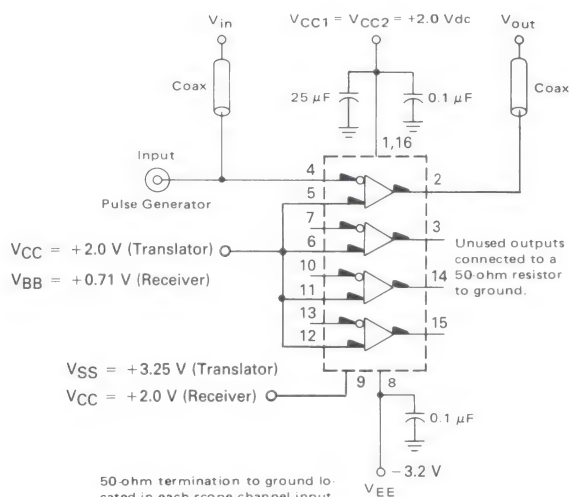 Vin
VCC1 = VCC2 = +2.0 Vdc
Vout
Coax
25 μF
0.1 μF
Coax
1,16
Input
Pulse Generator
4
5
2
7
6
3
Unused outputs
connected to a
50-ohm resistor
to ground.
VCC = +2.0 V (Translator)
VBB = +0.71 V (Receiver)
10
11
14
13
12
15
VSS = +3.25 V (Translator)
VCC = +2.0 V (Receiver)
9
8
0.1 μF
-3.2 V
VEE
50-ohm termination to ground lo-
cated in each scope channel input